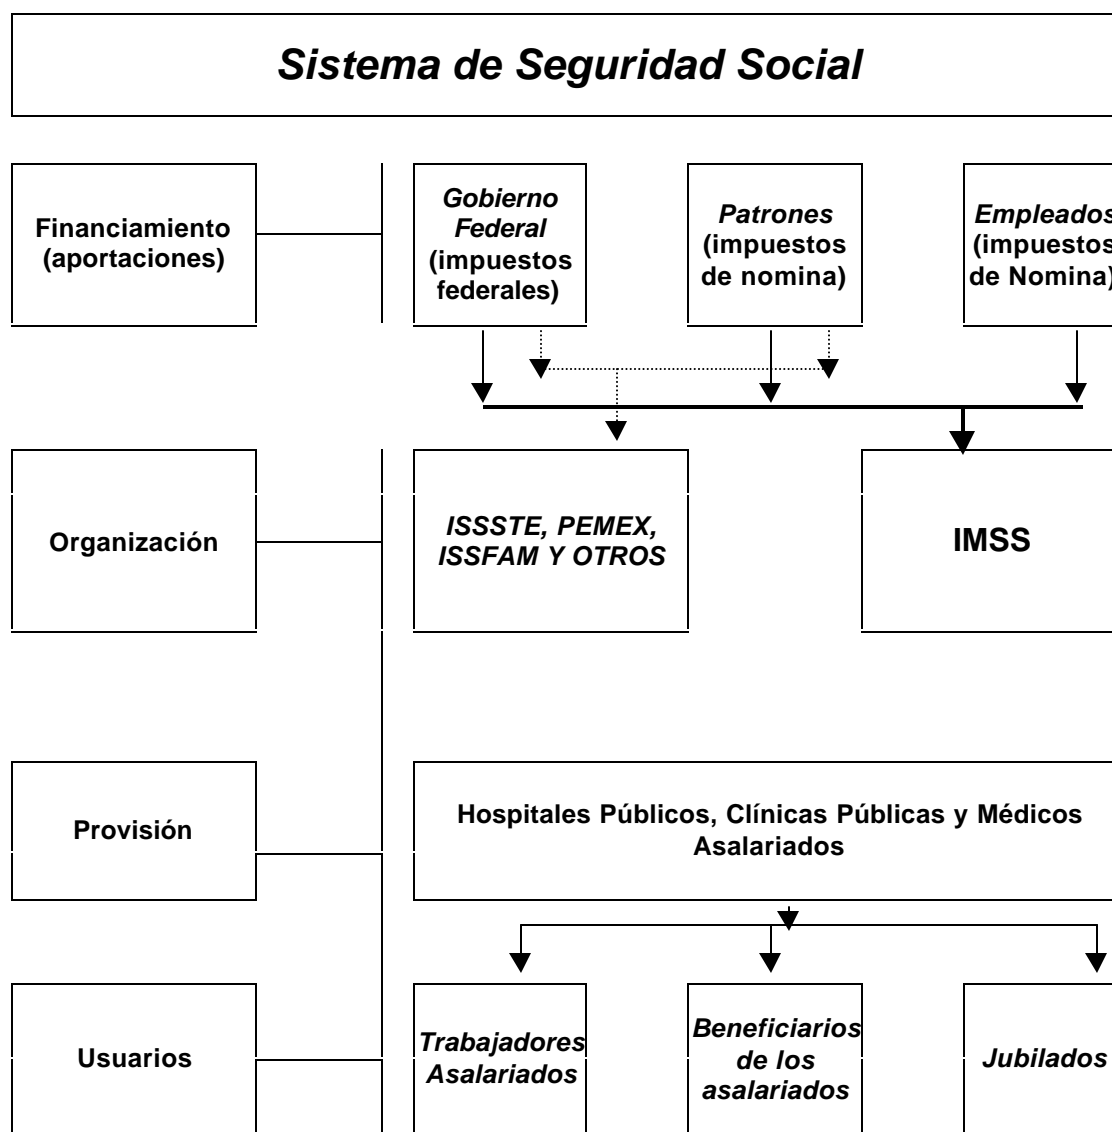 Sistema de Seguridad Social
Financiamiento
(aportaciones)
Gobierno
Federal
(impuestos
federales)
Patrones
(impuestos
de nomina)
Empleados
(impuestos
de Nomina)
Organización
ISSSTE, PEMEX,
ISSFAM Y OTROS
IMSS
Provisión
Hospitales Públicos, Clínicas Públicas y Médicos
Asalariados
Usuarios
Trabajadores
Asalariados
Beneficiarios
de los
asalariados
Jubilados